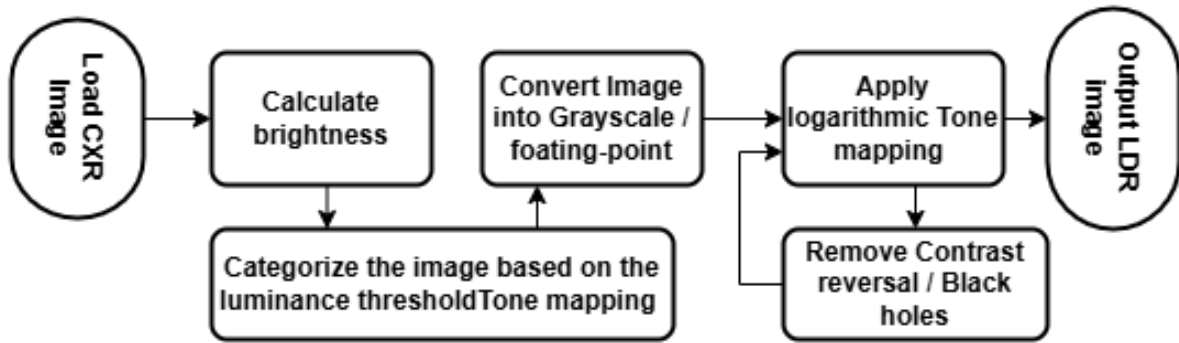 Load CXR
Image
Calculate
brightness
Categorize the image based on the
luminance thresholdTone mapping
Convert Image
into Grayscale /
foating-point
Apply
logarithmic Tone
mapping
Remove Contrast
reversal / Black
holes
Output LDR
image